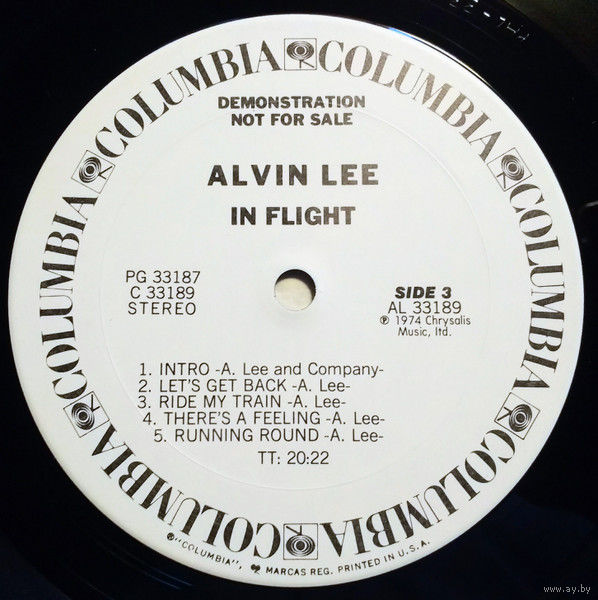 COLUMBIA COLUMBIA COLUMBIA COLUMBIA COLUMBIA COLUMBIA COLUMBIA
DEMONSTRATION
NOT FOR SALE
ALVIN LEE
IN FLIGHT
PG 33187
C 33189
STEREO
SIDE 3
AL 33189
℗ 1974 Chrysalis
Music, ltd.
1. INTRO -A. Lee and Company-
2. LET'S GET BACK -A. Lee-
3. RIDE MY TRAIN -A. Lee-
4. THERE'S A FEELING -A. Lee-
5. RUNNING ROUND -A. Lee-
TT: 20:22
"COLUMBIA", MARCAS REG. PRINTED IN U.S.A.
www.ay.by